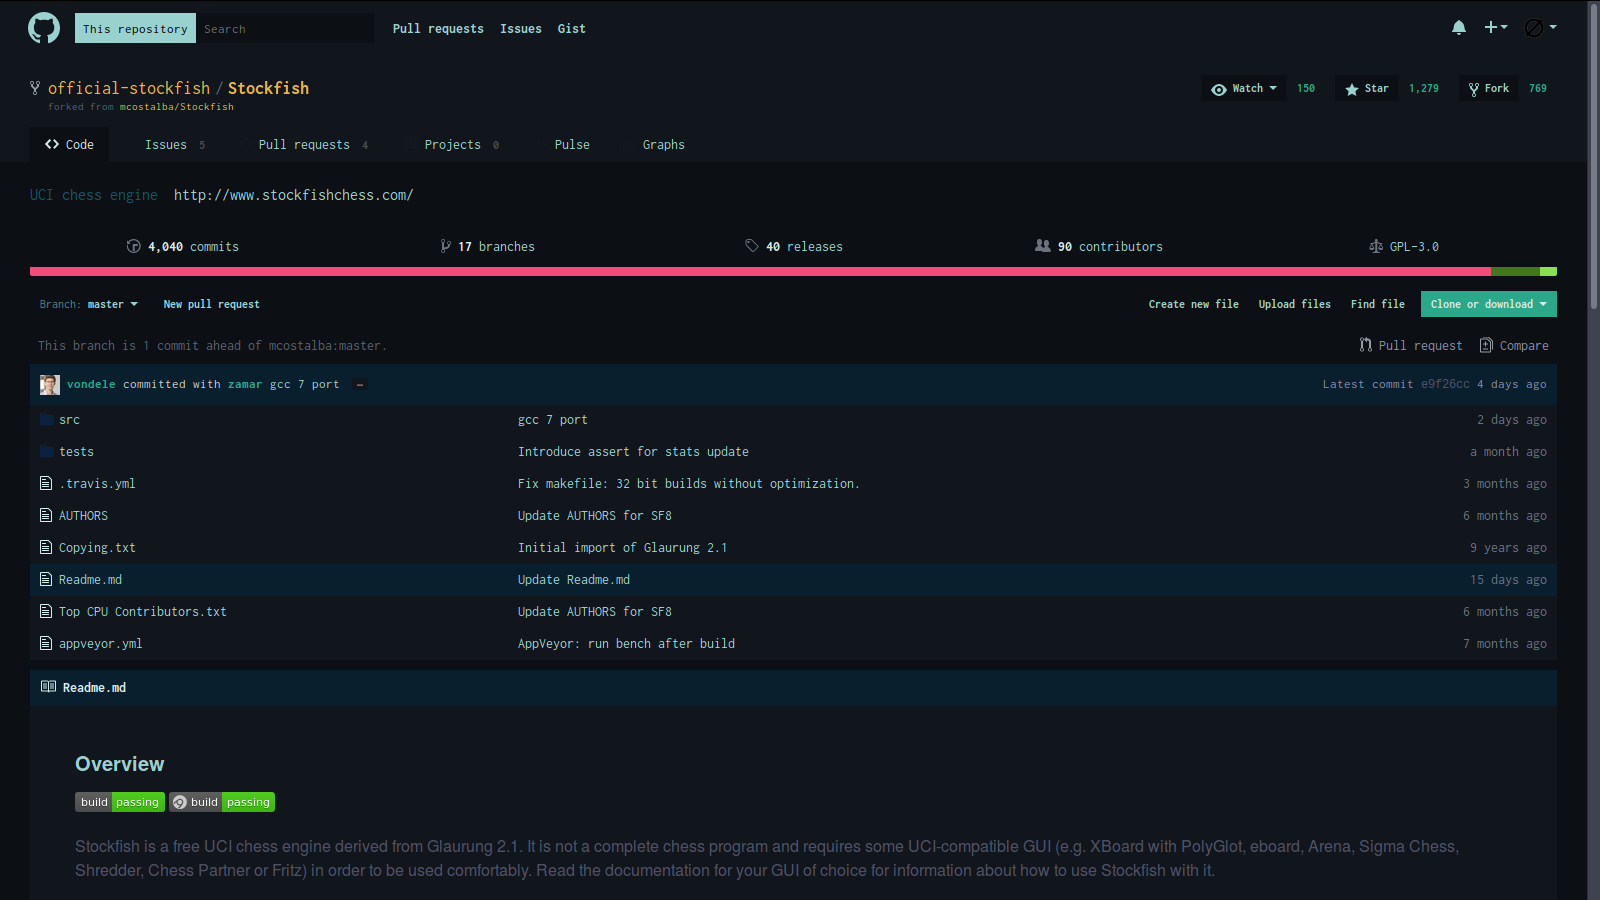 This repository Search Pull requests Issues Gist
official-stockfish / Stockfish Watch 150 Star 1,279 Fork 769
forked from mcostalba/Stockfish
Code Issues 5 Pull requests 4 Projects 0 Pulse Graphs
UCI chess engine http://www.stockfishchess.com/
4,040 commits 17 branches 40 releases 90 contributors GPL-3.0
Branch: master New pull request Create new file Upload files Find file Clone or download
This branch is 1 commit ahead of mcostalba:master. Pull request Compare
vondele committed with zamar gcc 7 port … Latest commit e9f26cc 4 days ago
src gcc 7 port 2 days ago
tests Introduce assert for stats update a month ago
.travis.yml Fix makefile: 32 bit builds without optimization. 3 months ago
AUTHORS Update AUTHORS for SF8 6 months ago
Copying.txt Initial import of Glaurung 2.1 9 years ago
Readme.md Update Readme.md 15 days ago
Top CPU Contributors.txt Update AUTHORS for SF8 6 months ago
appveyor.yml AppVeyor: run bench after build 7 months ago
Readme.md
Overview
build passing build passing
Stockfish is a free UCI chess engine derived from Glaurung 2.1. It is not a complete chess program and requires some UCI-compatible GUI (e.g. XBoard with PolyGlot, eboard, Arena, Sigma Chess,
Shredder, Chess Partner or Fritz) in order to be used comfortably. Read the documentation for your GUI of choice for information about how to use Stockfish with it.